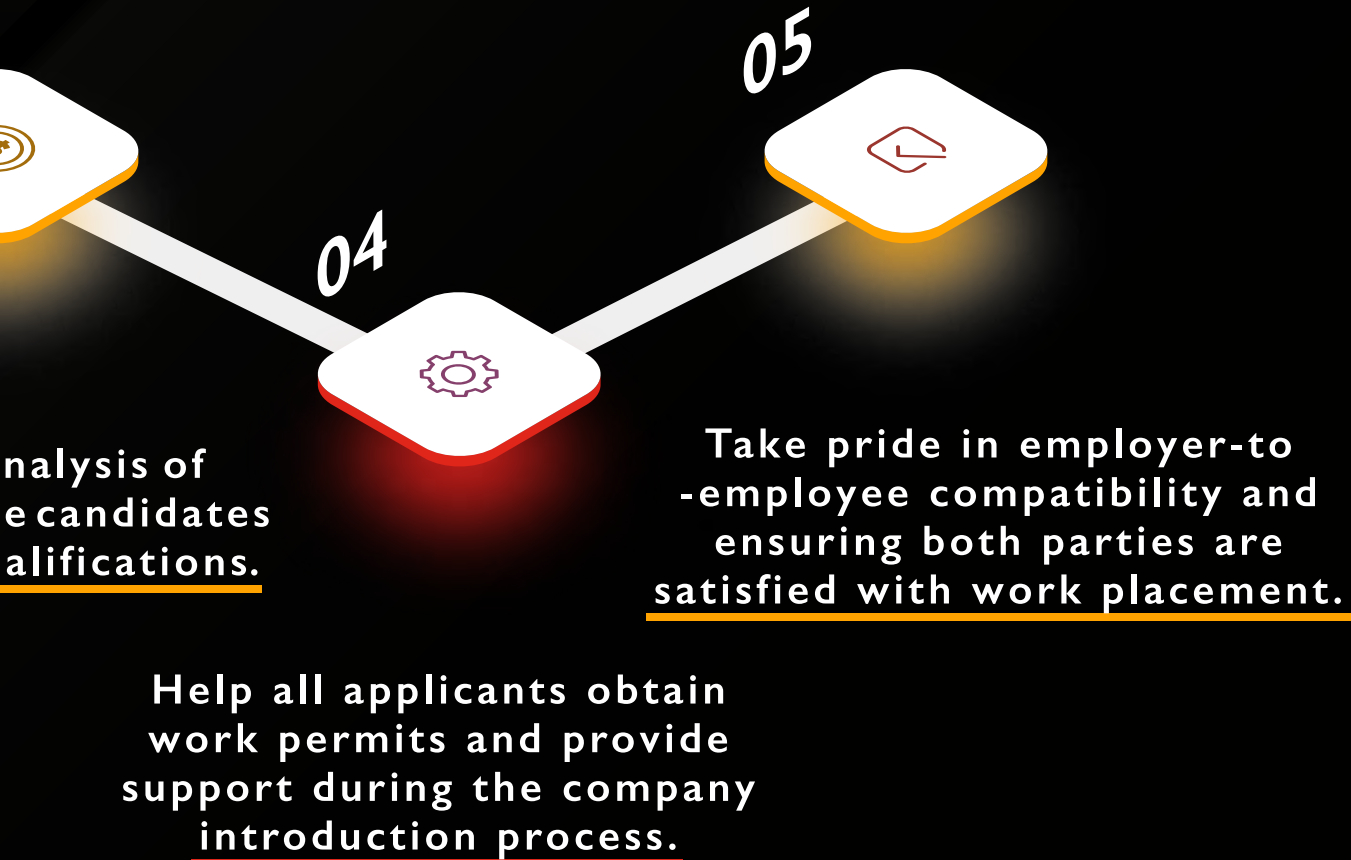 05
04
nalysis of
e candidates
alifications.
Take pride in employer-to
-employee compatibility and
ensuring both parties are
satisfied with work placement.
Help all applicants obtain
work permits and provide
support during the company
introduction process.